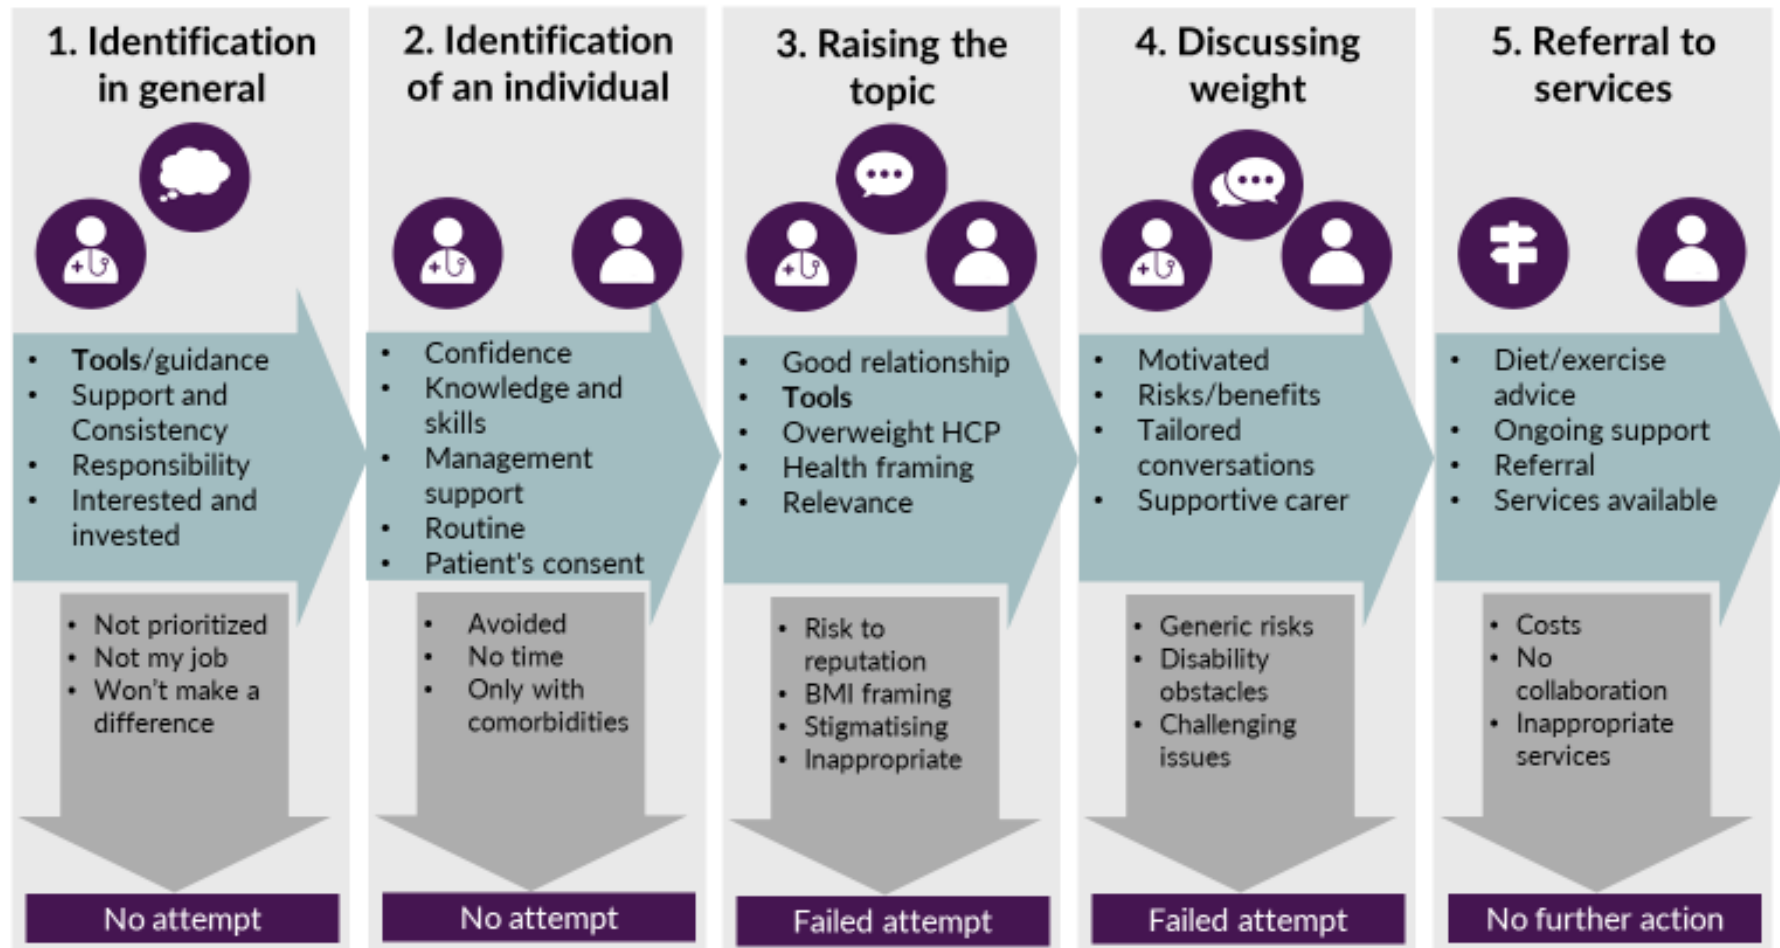 1. Identification
in general
• Tools/guidance
• Support and
Consistency
• Responsibility
• Interested and
invested
• Not prioritized
• Not my job
• Won't make a
difference
No attempt
2. Identification
of an individual
• Confidence
• Knowledge and
skills
• Management
support
• Routine
• Patient's consent
• Avoided
• No time
• Only with
comorbidities
No attempt
3. Raising the
topic
• Good relationship
• Tools
• Overweight HCP
• Health framing
• Relevance
• Risk to
reputation
• BMI framing
• Stigmatising
• Inappropriate
Failed attempt
4. Discussing
weight
• Motivated
• Risks/benefits
• Tailored
conversations
• Supportive carer
• Generic risks
• Disability
obstacles
• Challenging
issues
Failed attempt
5. Referral to
services
• Diet/exercise
advice
• Ongoing support
• Referral
• Services available
• Costs
• No
collaboration
• Inappropriate
services
No further action